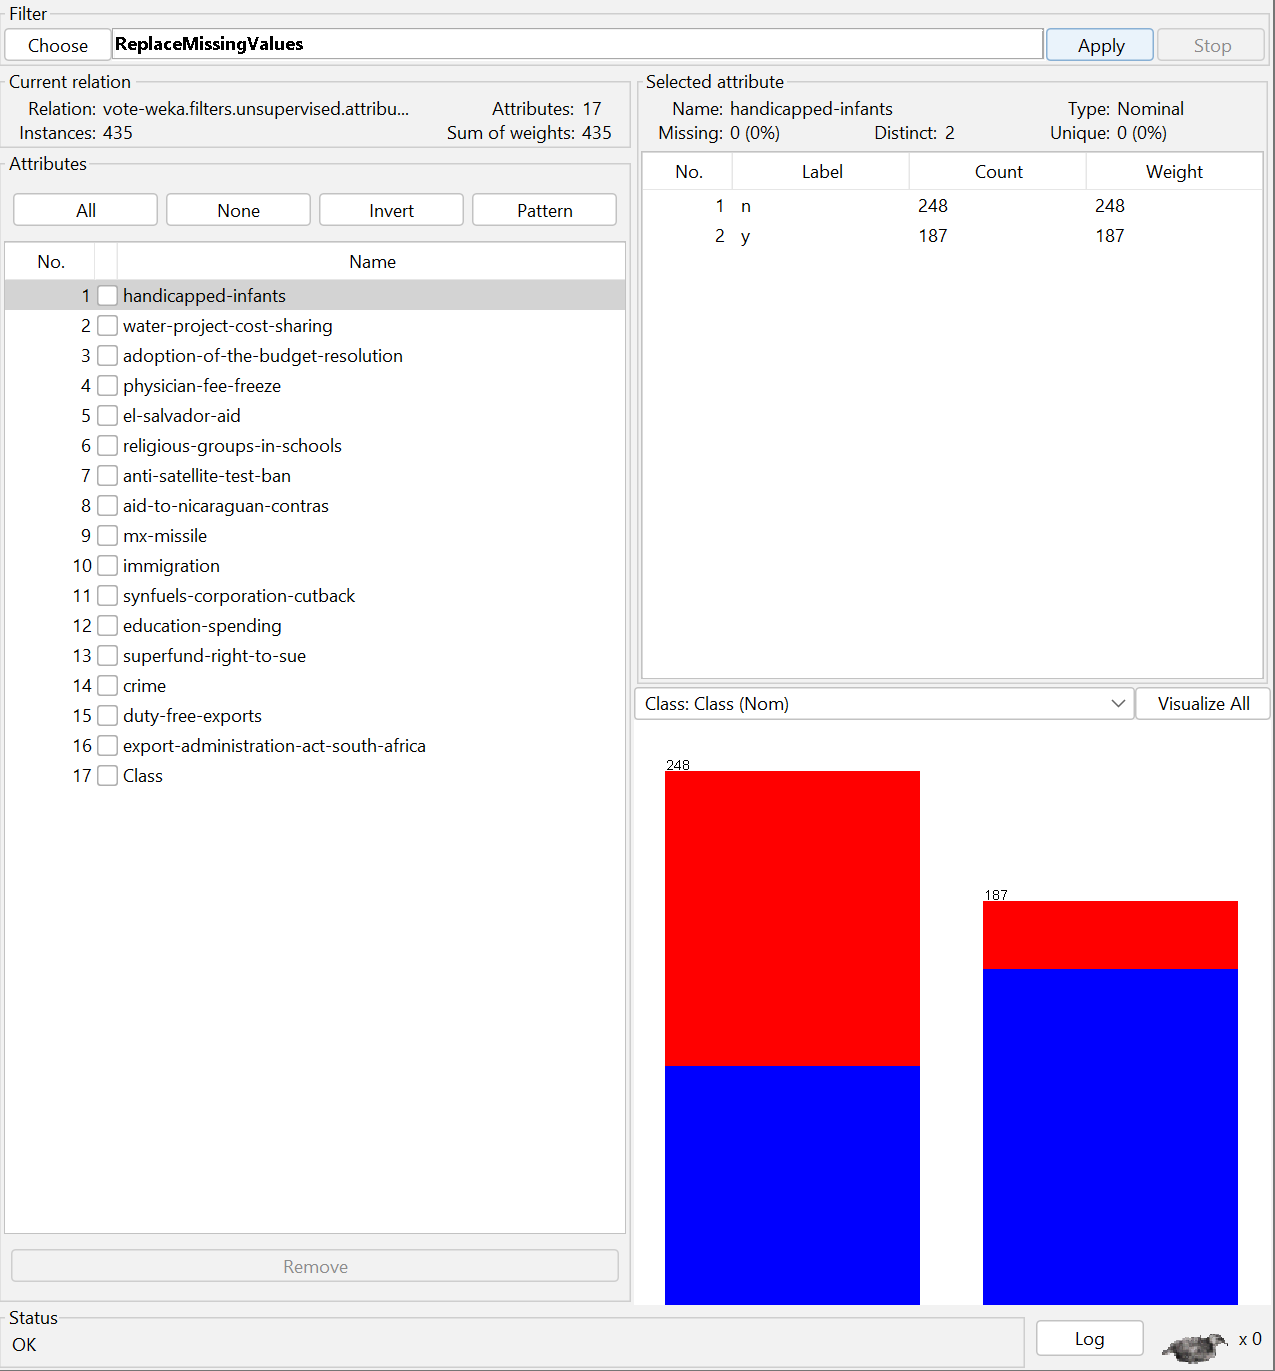 Filter
Choose ReplaceMissingValues Apply Stop
Current relation
Relation: vote-weka.filters.unsupervised.attribu... Attributes: 17
Instances: 435 Sum of weights: 435
Attributes
All None Invert Pattern
No. Name
1 handicapped-infants
2 water-project-cost-sharing
3 adoption-of-the-budget-resolution
4 physician-fee-freeze
5 el-salvador-aid
6 religious-groups-in-schools
7 anti-satellite-test-ban
8 aid-to-nicaraguan-contras
9 mx-missile
10 immigration
11 synfuels-corporation-cutback
12 education-spending
13 superfund-right-to-sue
14 crime
15 duty-free-exports
16 export-administration-act-south-africa
17 Class
Remove
Selected attribute
Name: handicapped-infants Type: Nominal
Missing: 0 (0%) Distinct: 2 Unique: 0 (0%)
No. Label Count Weight
1 n 248 248
2 y 187 187
Class: Class (Nom) Visualize All
248
187
Status
OK
Log x 0